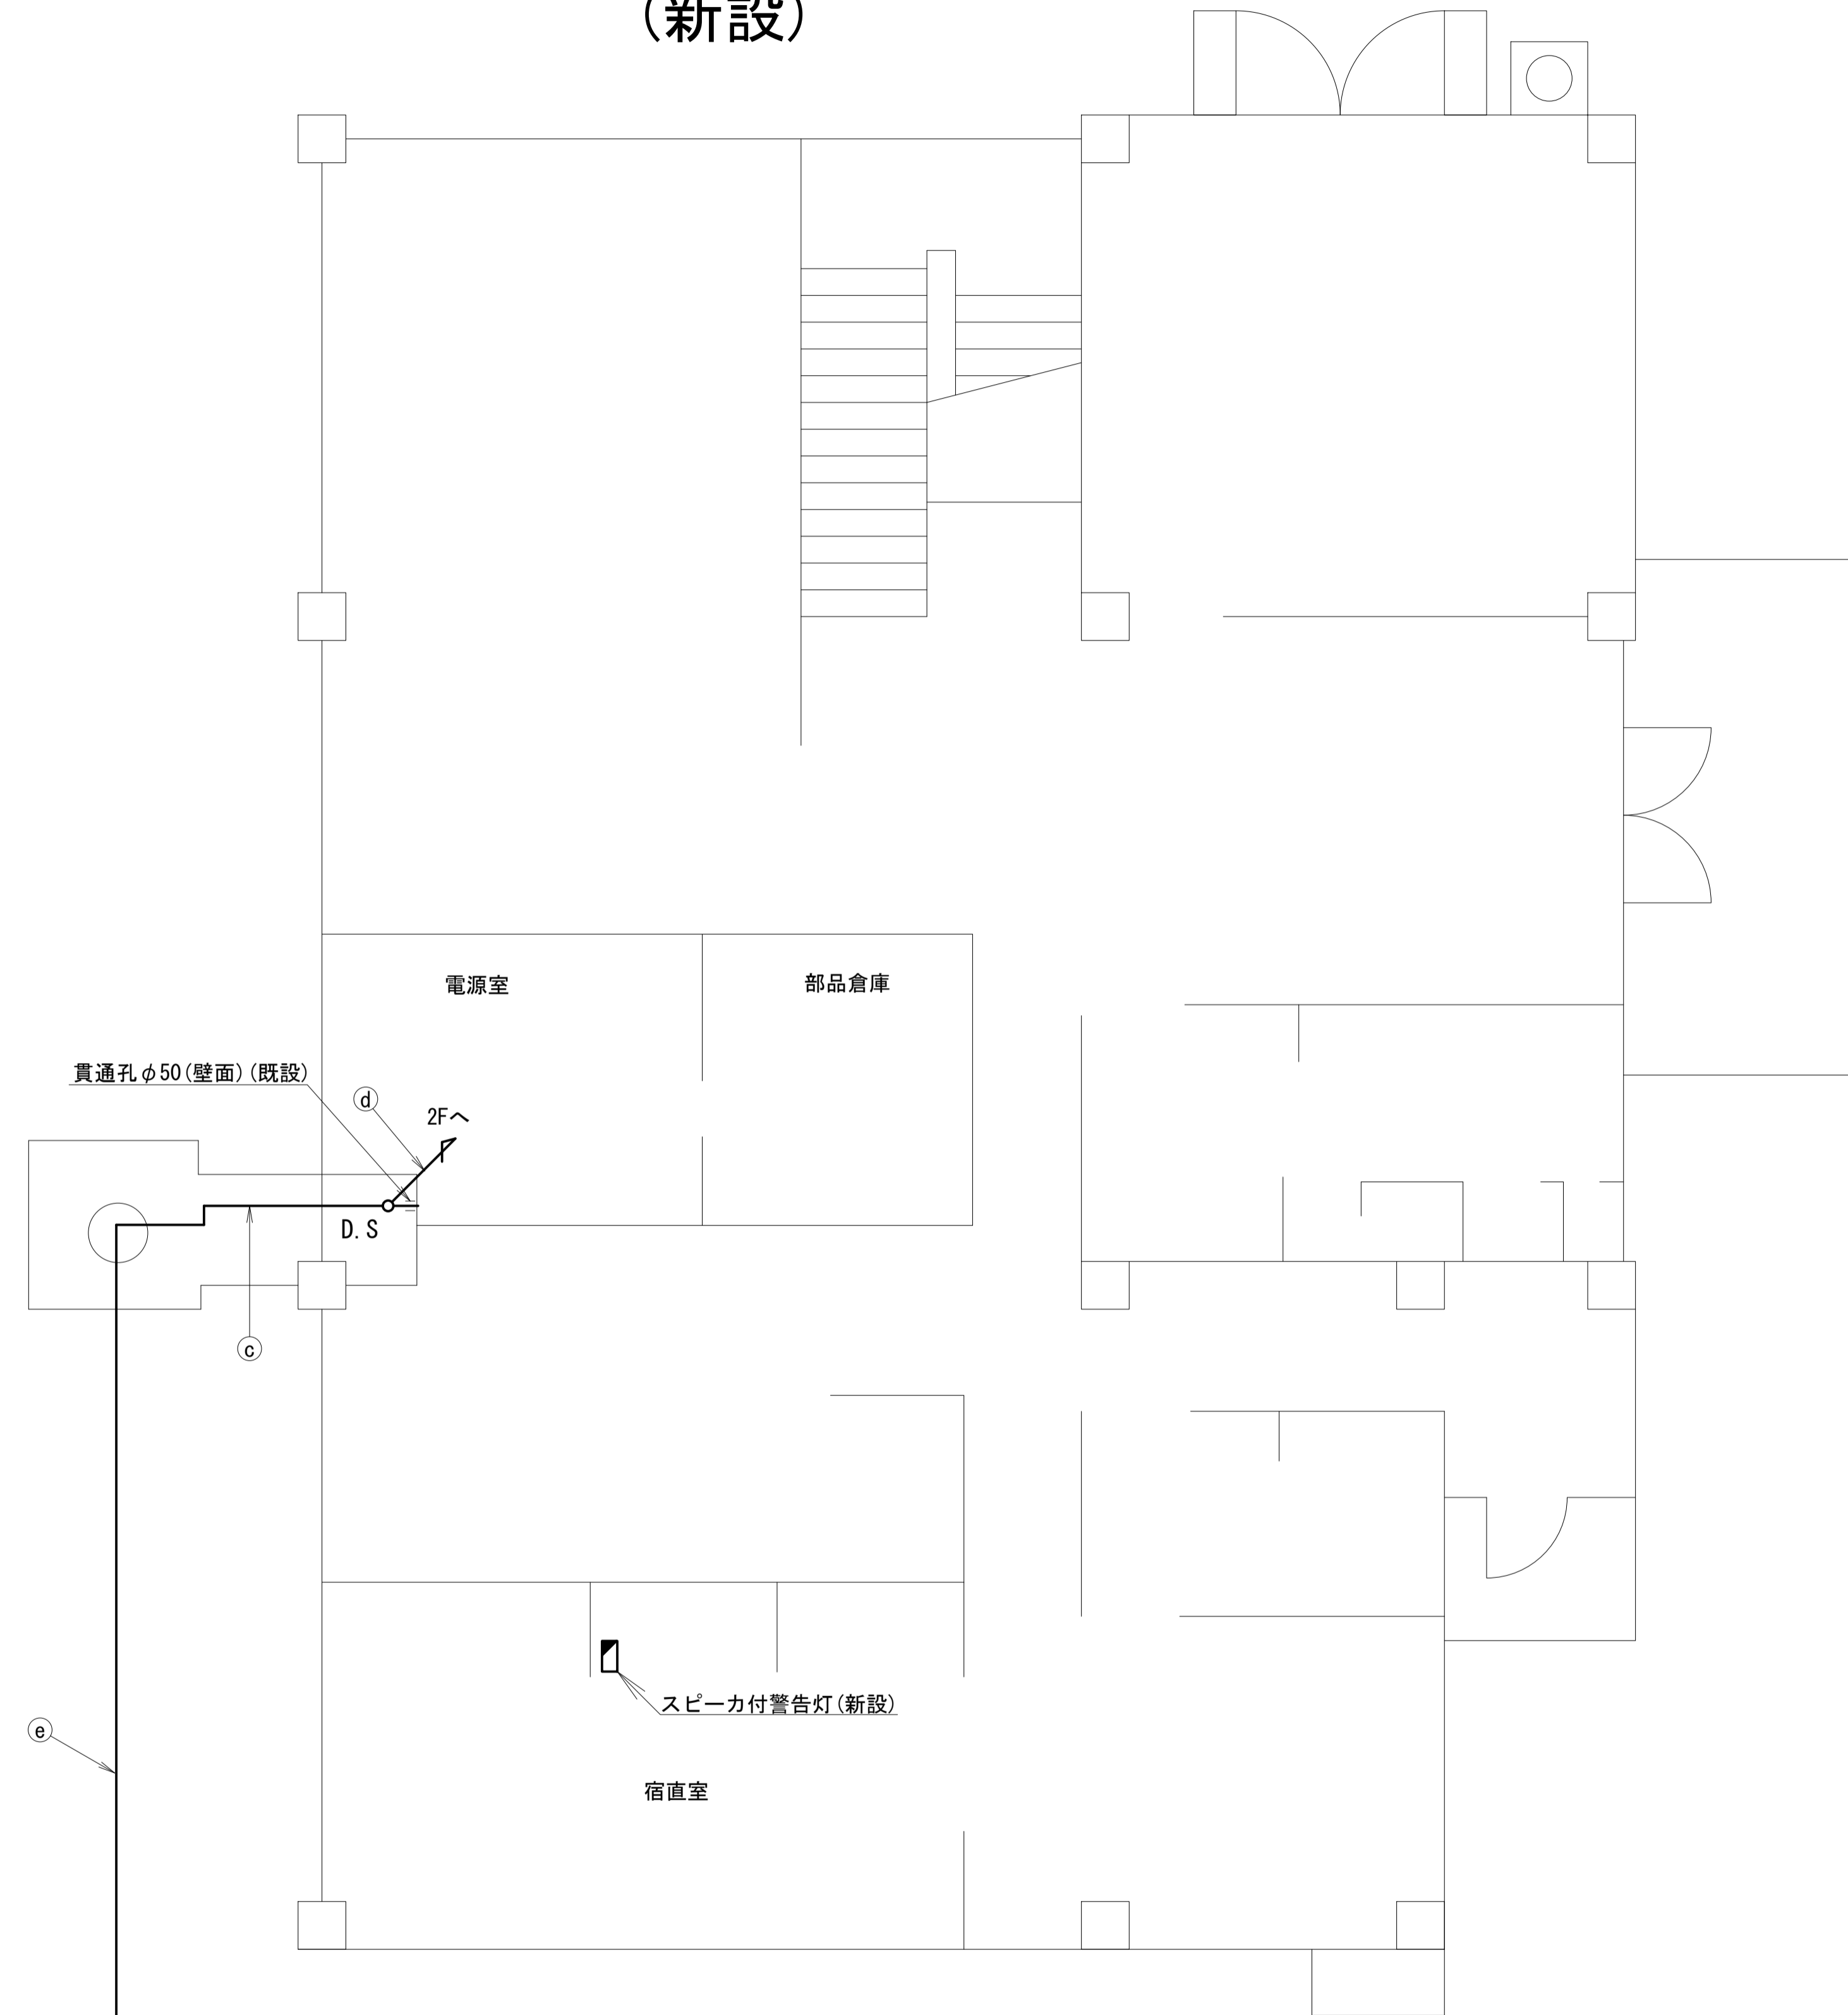 (新設)
電源室
部品倉庫
貫通孔φ50(壁面)(既設)
d
2Fへ
D.S
c
スピーカ付警告灯(新設)
e
宿直室